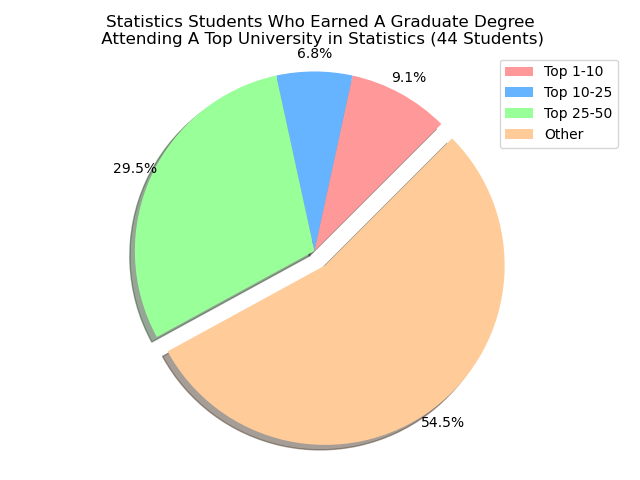 Statistics Students Who Earned A Graduate Degree
Attending A Top University in Statistics (44 Students)
6.8%
9.1%
Top 1-10
Top 10-25
Top 25-50
Other
29.5%
54.5%